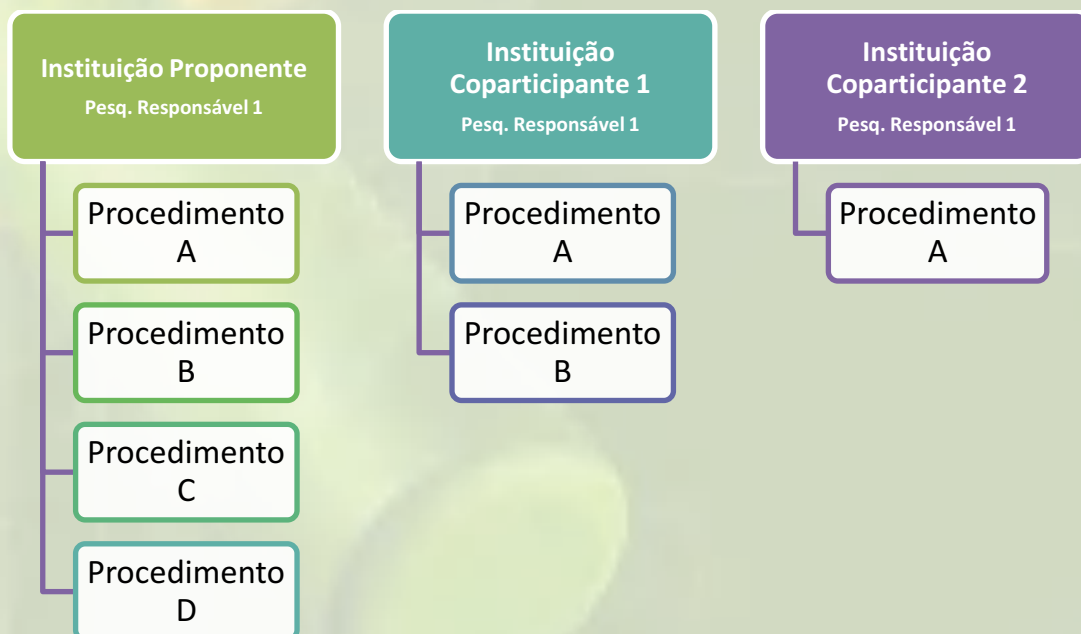 Instituição Proponente
Pesq. Responsável 1
Procedimento
A
Procedimento
B
Procedimento
C
Procedimento
D
Instituição
Coparticipante 1
Pesq. Responsável 1
Procedimento
A
Procedimento
B
Instituição
Coparticipante 2
Pesq. Responsável 1
Procedimento
A